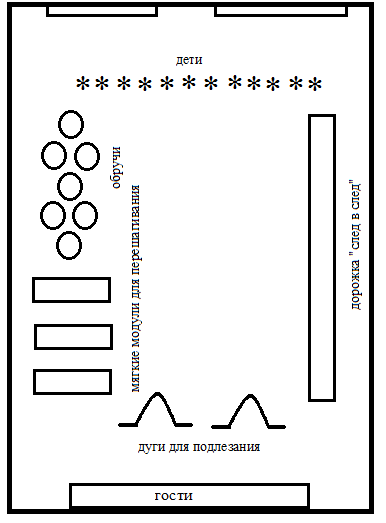 дети
* * * * * * * * * * * *
обручи
мягкие модули для перешагивания
дорожка "след в след"
дуги для подлезания
гости